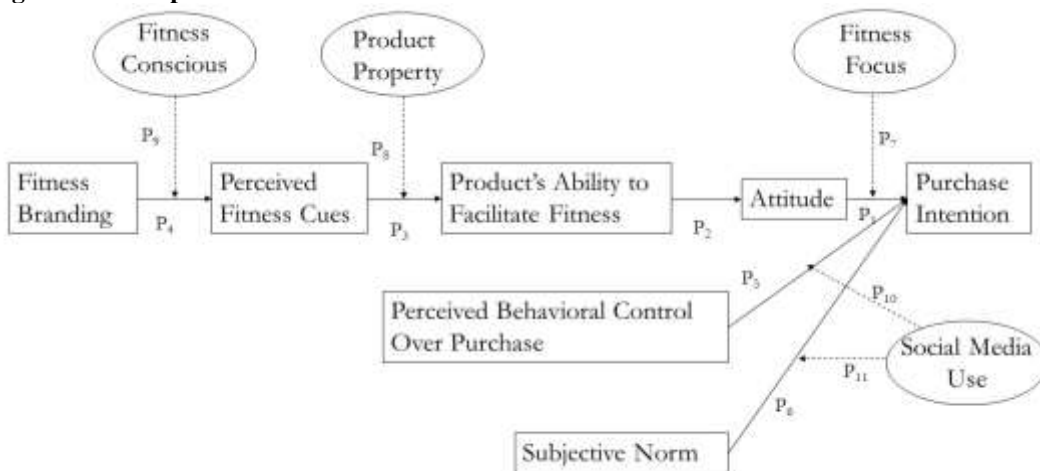 Fitness
Conscious
Product
Property
Fitness
Focus
P9
P8
P7
Fitness
Branding
Perceived
Fitness Cues
Product's Ability to
Facilitate Fitness
Attitude
Purchase
Intention
P4
P3
P2
P5
P10
Perceived Behavioral Control
Over Purchase
Social Media
Use
P11
Subjective Norm